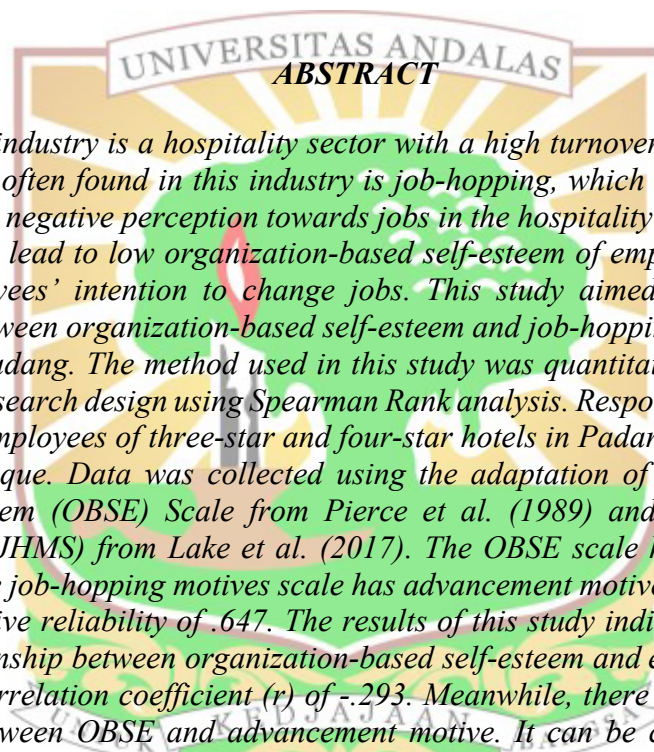 UNIVERSITAS ANDALAS
ABSTRACT
industry is a hospitality sector with a high turnover
often found in this industry is job-hopping, which
negative perception towards jobs in the hospitality
lead to low organization-based self-esteem of emp
yees' intention to change jobs. This study aimed
ween organization-based self-esteem and job-hoppin
adang. The method used in this study was quantitat
search design using Spearman Rank analysis. Respo
mployees of three-star and four-star hotels in Padan
que. Data was collected using the adaptation of
em (OBSE) Scale from Pierce et al. (1989) and
JHMS) from Lake et al. (2017). The OBSE scale h
job-hopping motives scale has advancement motive
ive reliability of .647. The results of this study indi
nship between organization-based self-esteem and e
rrelation coefficient (r) of -.293. Meanwhile, there
KEDJAJAAN
ween OBSE and advancement motive. It can be c